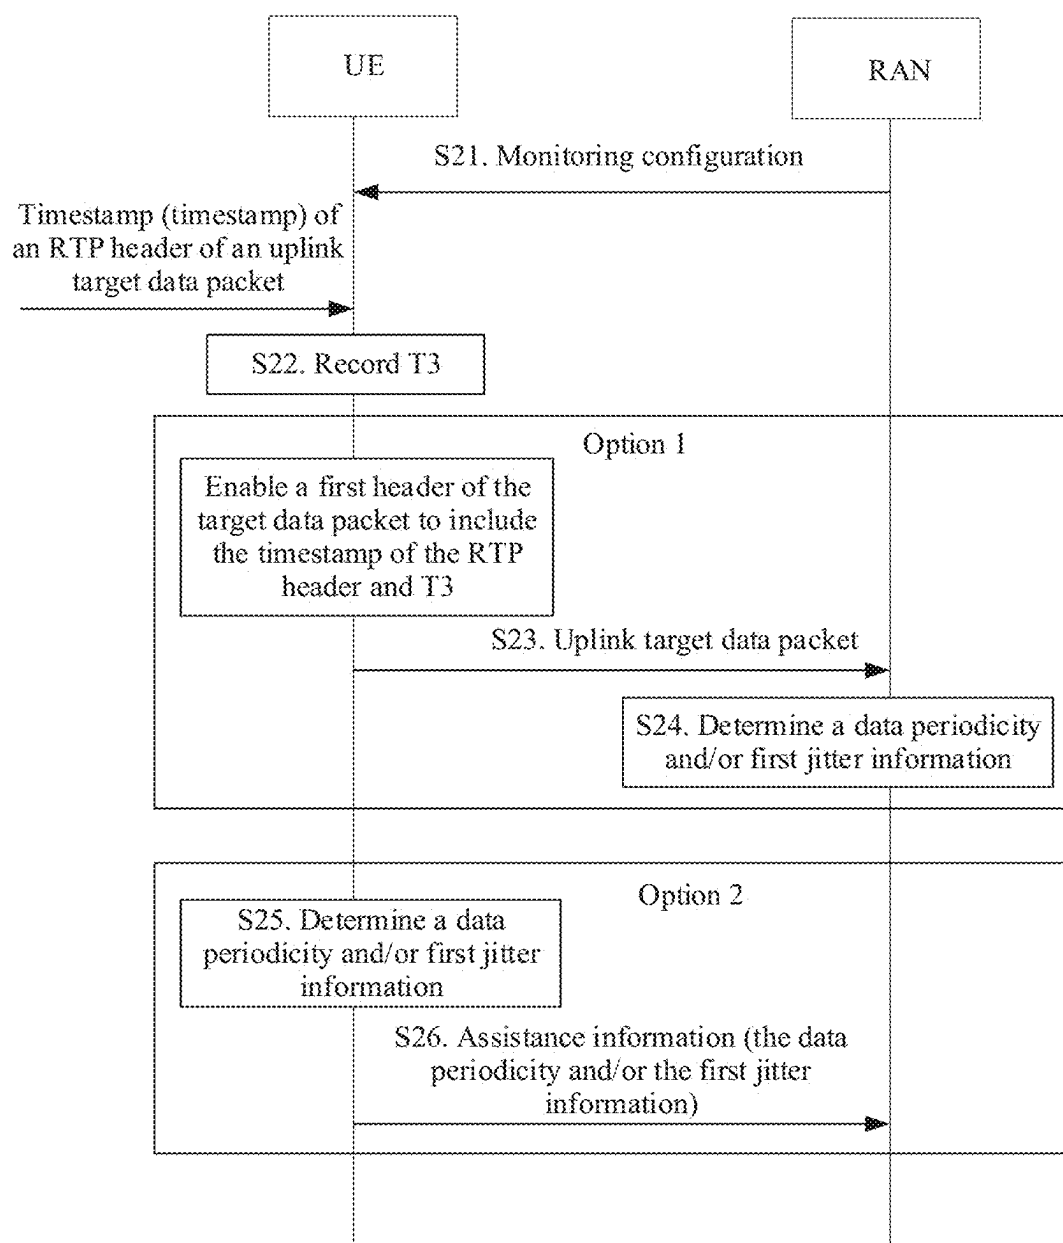 UE
RAN
S21. Monitoring configuration
Timestamp (timestamp) of
an RTP header of an uplink
target data packet
S22. Record T3
Option 1
Enable a first header of the
target data packet to include
the timestamp of the RTP
header and T3
S23. Uplink target data packet
S24. Determine a data periodicity
and/or first jitter information
Option 2
S25. Determine a data
periodicity and/or first jitter
information
S26. Assistance information (the data
periodicity and/or the first jitter
information)